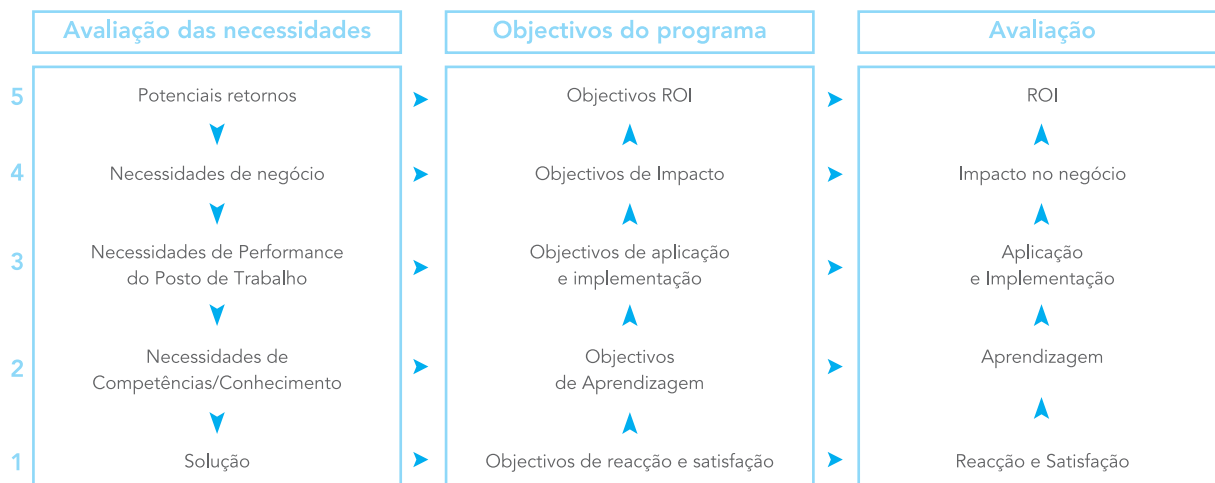 Avaliação das necessidades
Objectivos do programa
Avaliação
5
Potenciais retornos
Objectivos ROI
ROI
4
Necessidades de negócio
Objectivos de Impacto
Impacto no negócio
3
Necessidades de Performance
do Posto de Trabalho
Objectivos de aplicação
e implementação
Aplicação
e Implementação
2
Necessidades de
Competências/Conhecimento
Objectivos
de Aprendizagem
Aprendizagem
1
Solução
Objectivos de reacção e satisfação
Reacção e Satisfação